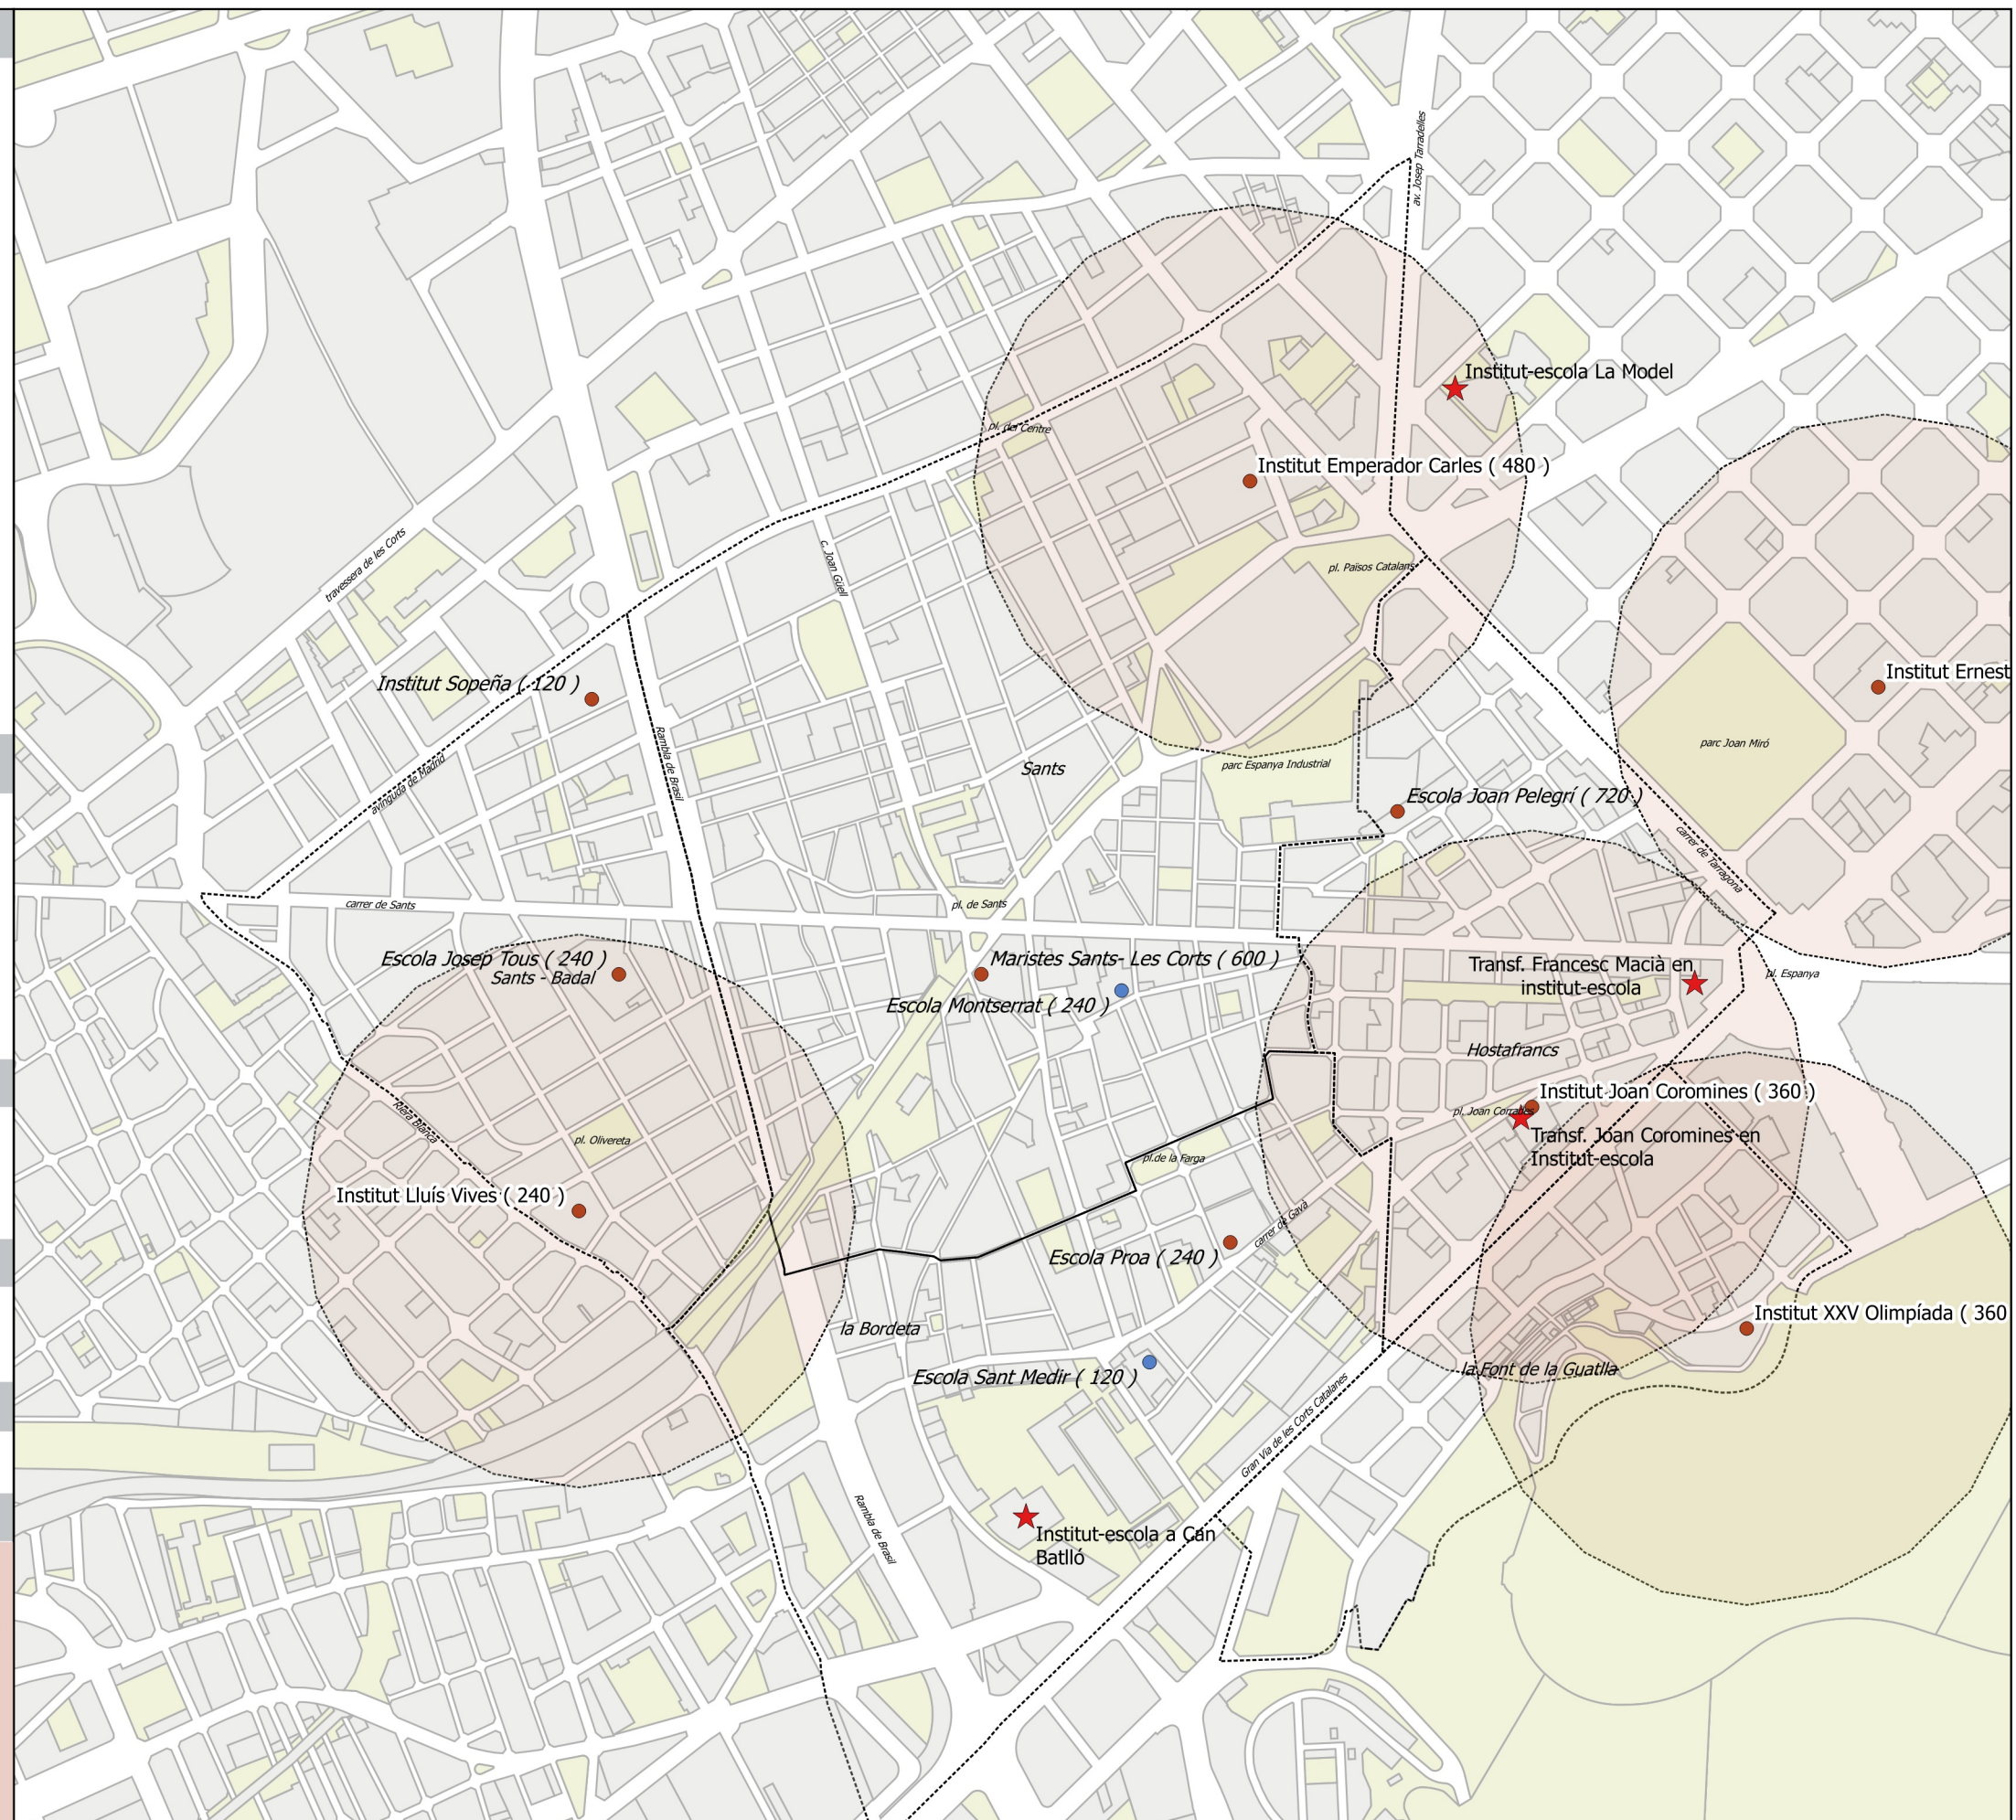 av. Josep Tarradelles
Institut-escola La Model
pl. del Centre
Institut Emperador Carles ( 480 )
travessera de les Corts
c. Joan Güell
pl. Països Catalans
Institut Ernest
Institut Sopeña ( 120 )
Rambla de Brasil
parc Joan Miró
avinguda de Madrid
Sants
parc Espanya Industrial
Escola Joan Pelegrí ( 720 )
carrer de Tarragona
carrer de Sants
pl. de Sants
Escola Josep Tous ( 240 )
Sants - Badal
Maristes Sants- Les Corts ( 600 )
Escola Montserrat ( 240 )
Transf. Francesc Macià en
institut-escola
pl. Espanya
Hostafrancs
Institut Joan Coromines ( 360 )
pl. Joan Corrades
Transf. Joan Coromines en
Institut-escola
Riera Blanca
pl. Olivereta
pl.de la Farga
Institut Lluís Vives ( 240 )
carrer de Gavà
Escola Proa ( 240 )
la Bordeta
Institut XXV Olimpíada ( 360
la Font de la Guatlla
Escola Sant Medir ( 120 )
Gran Via de les Corts Catalanes
Rambla de Brasil
Institut-escola a Can
Batlló